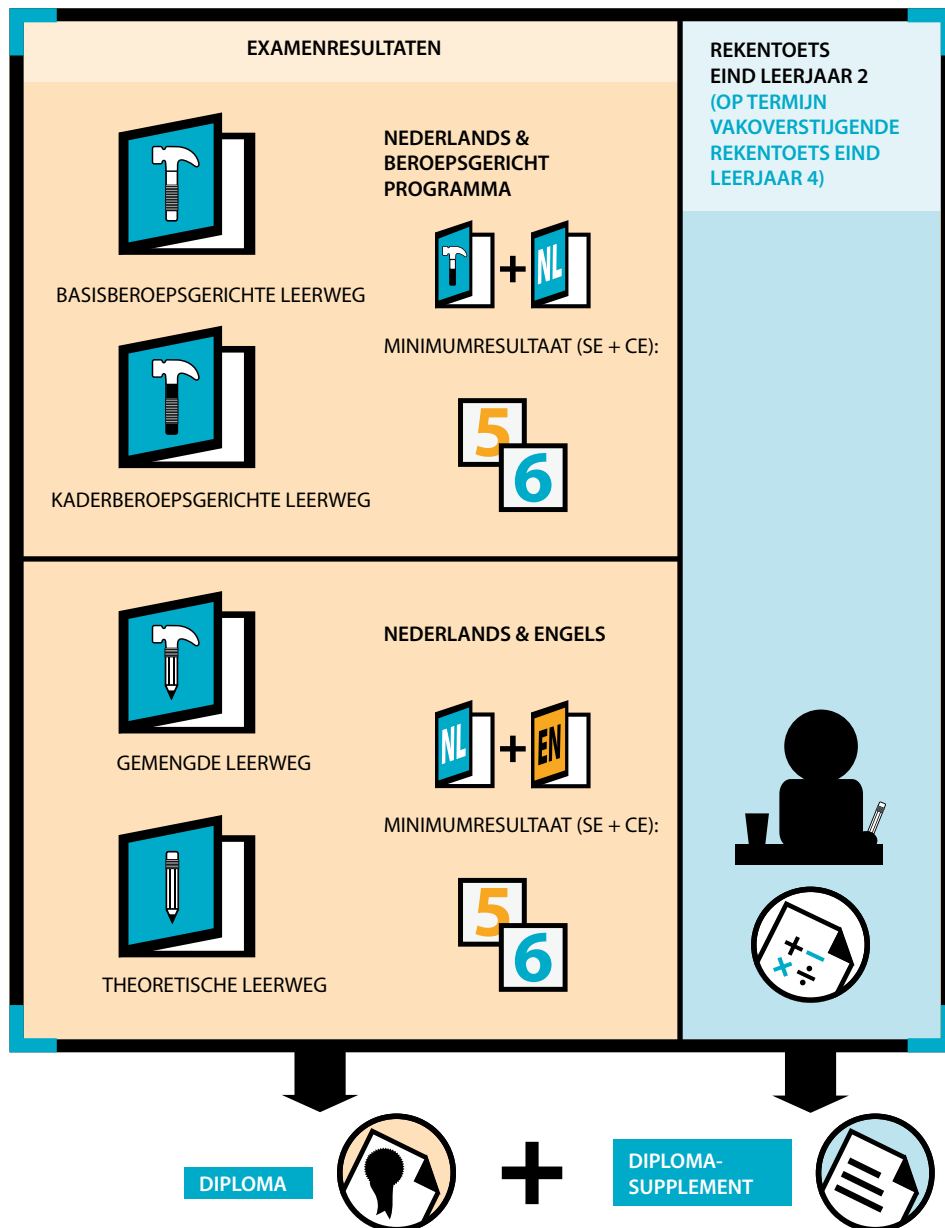 EXAMENRESULTATEN
BASISBEROEPSGERICHTE LEERWEG
KADERBEROEPSGERICHTE LEERWEG
NEDERLANDS &
BEROEPSGERICHT
PROGRAMMA
+ NL
MINIMUMRESULTAAT (SE + CE):
5
6
GEMENGDE LEERWEG
THEORETISCHE LEERWEG
NEDERLANDS & ENGELS
NL + EN
MINIMUMRESULTAAT (SE + CE):
5
6
REKENTOETS
EIND LEERJAAR 2
(OP TERMIJN
VAKOVERSTIJGENDE
REKENTOETS EIND
LEERJAAR 4)
+ −
× ÷
DIPLOMA
+
DIPLOMA-
SUPPLEMENT